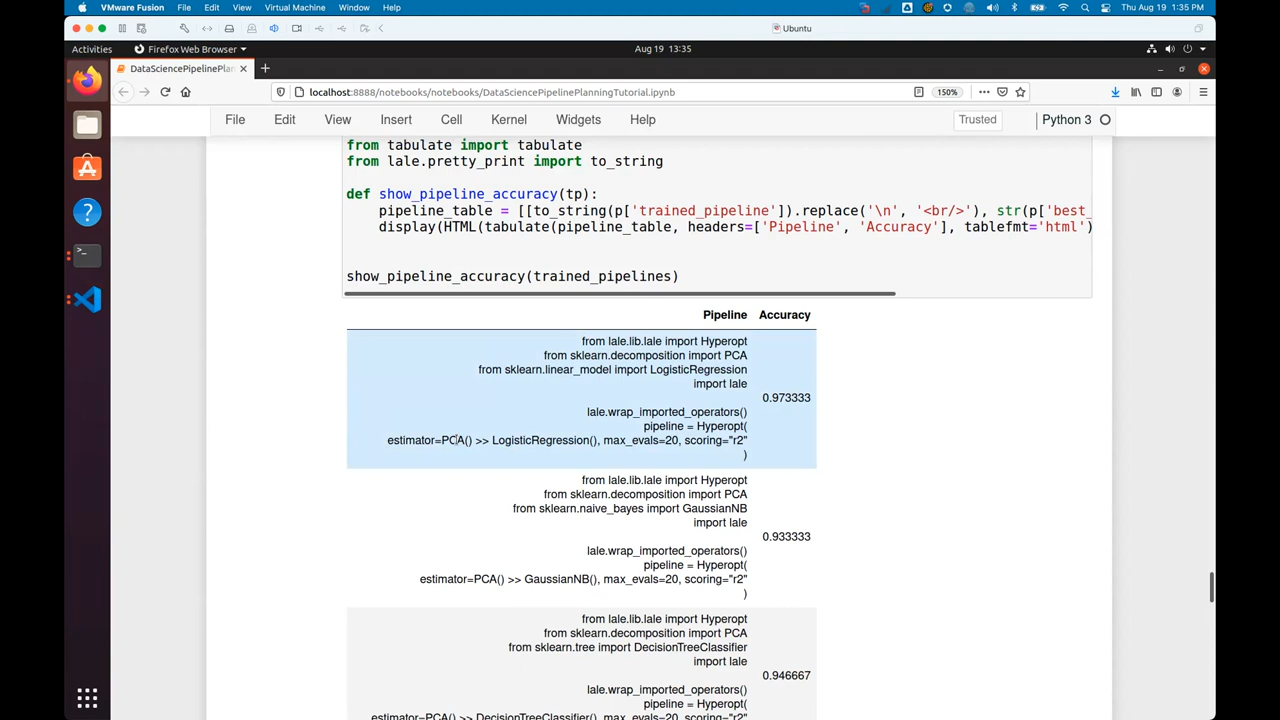 VMware Fusion File Edit View Virtual Machine Window Help Thu Aug 19 1:35 PM
Ubuntu
Activities Firefox Web Browser Aug 19 13:35
DataSciencePipelinePlan
localhost:8888/notebooks/notebooks/DataSciencePipelinePlanningTutorial.ipynb 150%
File Edit View Insert Cell Kernel Widgets Help Trusted Python 3
from tabulate import tabulate
from lale.pretty_print import to_string
def show_pipeline_accuracy(tp):
pipeline_table = [[to_string(p['trained_pipeline']).replace('\n', '<br/>'), str(p['best_
display(HTML(tabulate(pipeline_table, headers=['Pipeline', 'Accuracy'], tablefmt='html')
show_pipeline_accuracy(trained_pipelines)
Pipeline Accuracy
from lale.lib.lale import Hyperopt
from sklearn.decomposition import PCA
from sklearn.linear_model import LogisticRegression
import lale
0.973333
lale.wrap_imported_operators()
pipeline = Hyperopt(
estimator=PCA() >> LogisticRegression(), max_evals=20, scoring="r2"
)
from lale.lib.lale import Hyperopt
from sklearn.decomposition import PCA
from sklearn.naive_bayes import GaussianNB
import lale
0.933333
lale.wrap_imported_operators()
pipeline = Hyperopt(
estimator=PCA() >> GaussianNB(), max_evals=20, scoring="r2"
)
from lale.lib.lale import Hyperopt
from sklearn.decomposition import PCA
from sklearn.tree import DecisionTreeClassifier
import lale
0.946667
lale.wrap_imported_operators()
pipeline = Hyperopt(
estimator=PCA() >> DecisionTreeClassifier(), max_evals=20, scoring="r2"